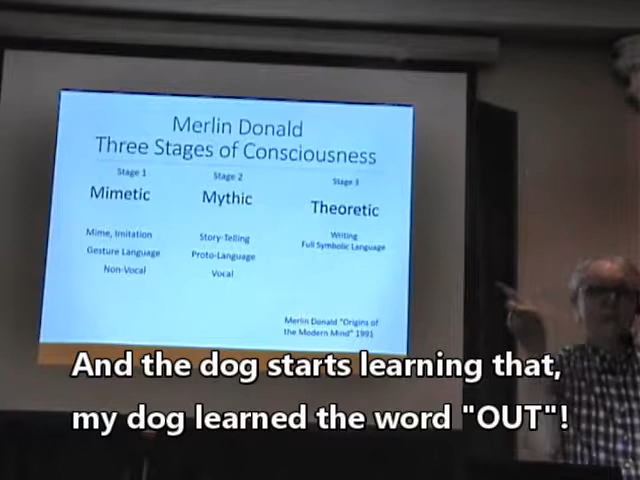 Merlin Donald
Three Stages of Consciousness
Stage 1
Mimetic
Mime, Imitation
Gesture Language
Non-Vocal
Stage 2
Mythic
Story-Telling
Proto-Language
Vocal
Stage 3
Theoretic
Writing
Full Symbolic Language
Merlin Donald "Origins of
the Modern Mind" 1991
And the dog starts learning that,
my dog learned the word "OUT"!